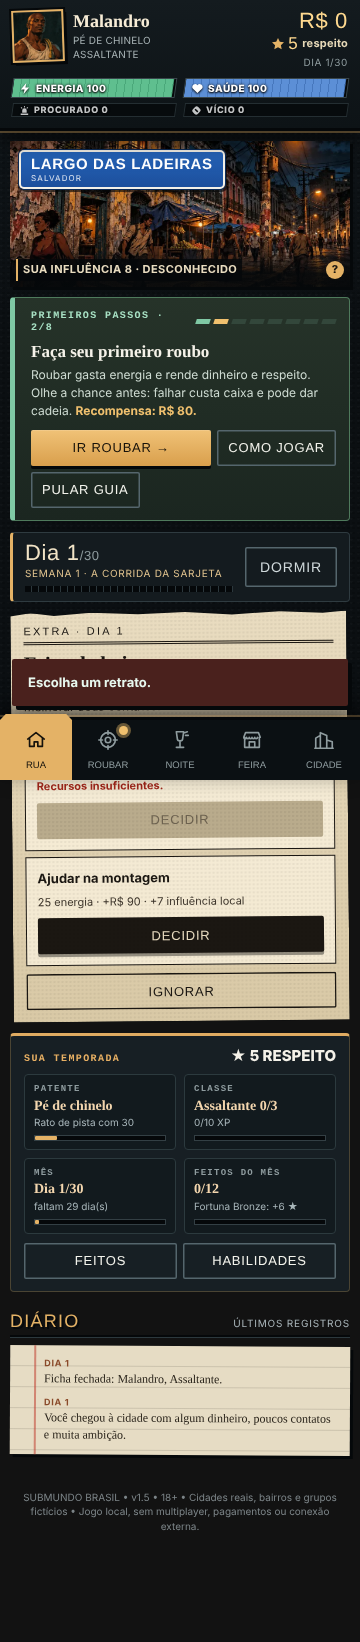 Malandro
PÉ DE CHINELO
ASSALTANTE
R$ 0
★ 5 respeito
DIA 1/30
ENERGIA 100
SAÚDE 100
PROCURADO 0
VÍCIO 0
LARGO DAS LADEIRAS
SALVADOR
SUA INFLUÊNCIA 8 · DESCONHECIDO
?
PRIMEIROS PASSOS ·
2/8
Faça seu primeiro roubo
Roubar gasta energia e rende dinheiro e respeito.
Olhe a chance antes: falhar custa caixa e pode dar
cadeia. Recompensa: R$ 80.
IR ROUBAR →
COMO JOGAR
PULAR GUIA
Dia 1/30
SEMANA 1 · A CORRIDA DA SARJETA
DORMIR
EXTRA · DIA 1
Escolha um retrato.
RUA
ROUBAR
NOITE
FEIRA
CIDADE
Recursos insuficientes.
DECIDIR
Ajudar na montagem
25 energia · +R$ 90 · +7 influência local
DECIDIR
IGNORAR
SUA TEMPORADA
★ 5 RESPEITO
PATENTE
Pé de chinelo
Rato de pista com 30
CLASSE
Assaltante 0/3
0/10 XP
MÊS
Dia 1/30
faltam 29 dia(s)
FEITOS DO MÊS
0/12
Fortuna Bronze: +6 ★
FEITOS
HABILIDADES
DIÁRIO
ÚLTIMOS REGISTROS
DIA 1
Ficha fechada: Malandro, Assaltante.
DIA 1
Você chegou à cidade com algum dinheiro, poucos contatos
e muita ambição.
SUBMUNDO BRASIL • v1.5 • 18+ • Cidades reais, bairros e grupos
fictícios • Jogo local, sem multiplayer, pagamentos ou conexão
externa.